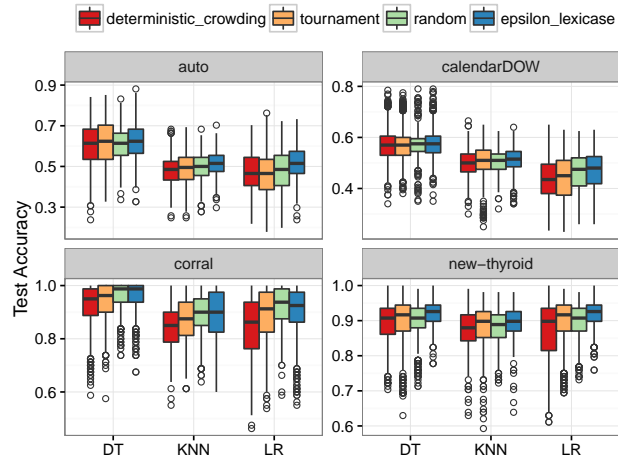 deterministic_crowding tournament random epsilon_lexicase
auto
calendarDOW
0.9
0.7
0.5
0.3
0.8
0.6
0.4
Test Accuracy
corral
new−thyroid
1.0
0.8
0.6
1.0
0.9
0.8
0.7
0.6
DT KNN LR
DT KNN LR